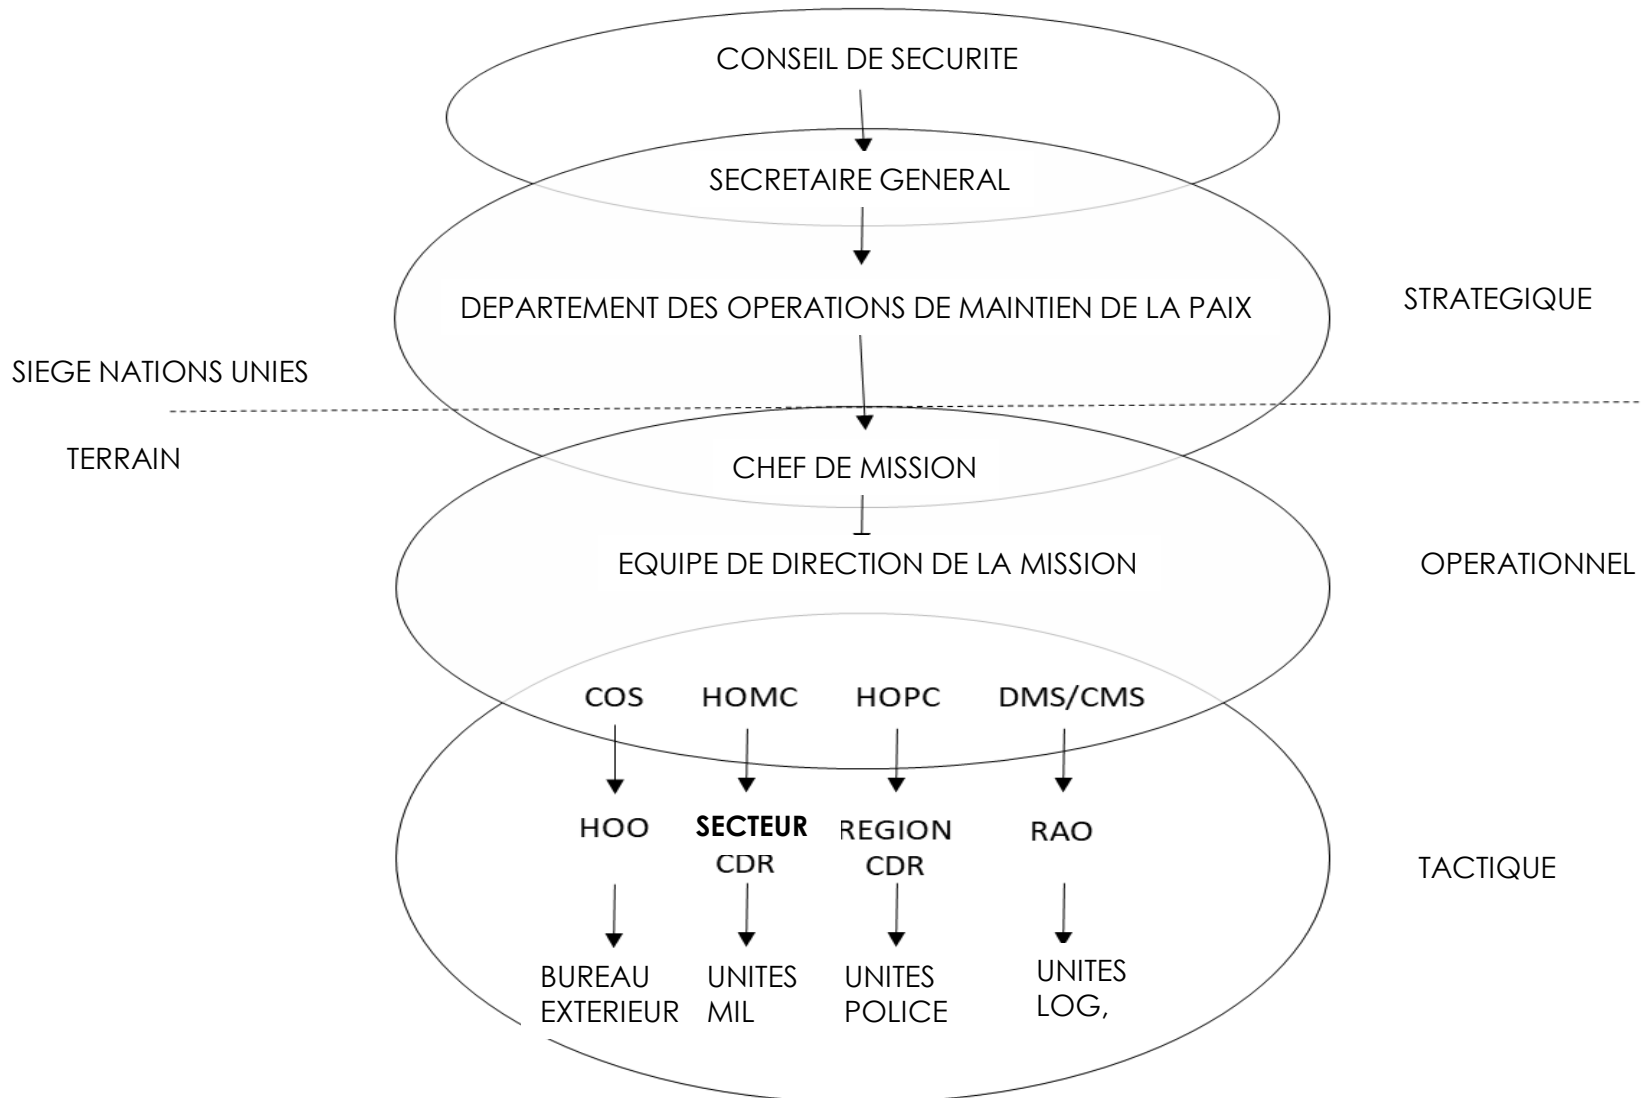 CONSEIL DE SECURITE
SECRETAIRE GENERAL
DEPARTEMENT DES OPERATIONS DE MAINTIEN DE LA PAIX
STRATEGIQUE
SIEGE NATIONS UNIES
TERRAIN
CHEF DE MISSION
EQUIPE DE DIRECTION DE LA MISSION
OPERATIONNEL
COS HOMC HOPC DMS/CMS
HOO SECTEUR REGION RAO
CDR CDR
TACTIQUE
BUREAU UNITES UNITES UNITES
EXTERIEUR MIL POLICE LOG,